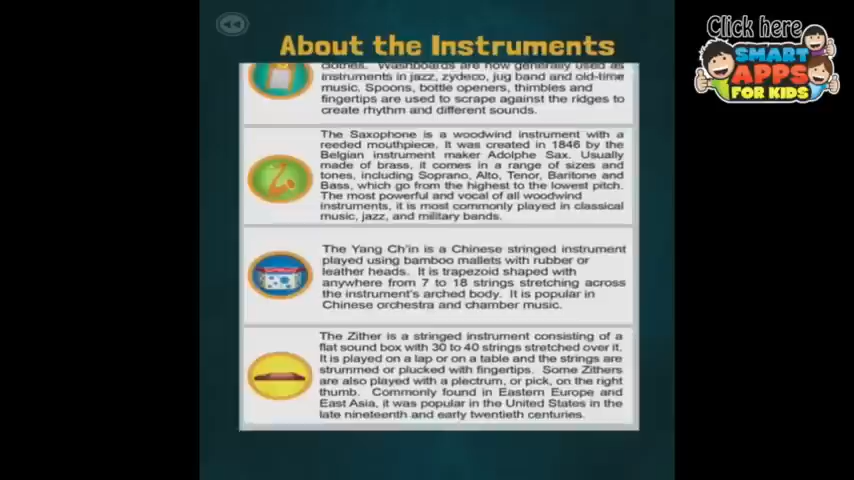 Click here
SMART
APPS
FOR KIDS
About the Instruments
clothes. Washboards are now generally used as
instruments in jazz, zydeco, jug band and old-time
music. Spoons, bottle openers, thimbles and
fingertips are used to scrape against the ridges to
create rhythm and different sounds.
The Saxophone is a woodwind instrument with a
reeded mouthpiece. It was created in 1846 by the
Belgian instrument maker Adolphe Sax. Usually
made of brass, it comes in a range of sizes and
tones, including Soprano, Alto, Tenor, Baritone and
Bass, which go from the highest to the lowest pitch.
The most powerful and vocal of all woodwind
instruments, it is most commonly played in classical
music, jazz, and military bands.
The Yang Ch'in is a Chinese stringed instrument
played using bamboo mallets with rubber or
leather heads. It is trapezoid shaped with
anywhere from 7 to 18 strings stretching across
the instrument's arched body. It is popular in
Chinese orchestra and chamber music.
The Zither is a stringed instrument consisting of a
flat sound box with 30 to 40 strings stretched over it.
It is played on a lap or on a table and the strings are
strummed or plucked with fingertips. Some Zithers
are also played with a plectrum, or pick, on the right
thumb. Commonly found in Eastern Europe and
East Asia, it was popular in the United States in the
late nineteenth and early twentieth centuries.